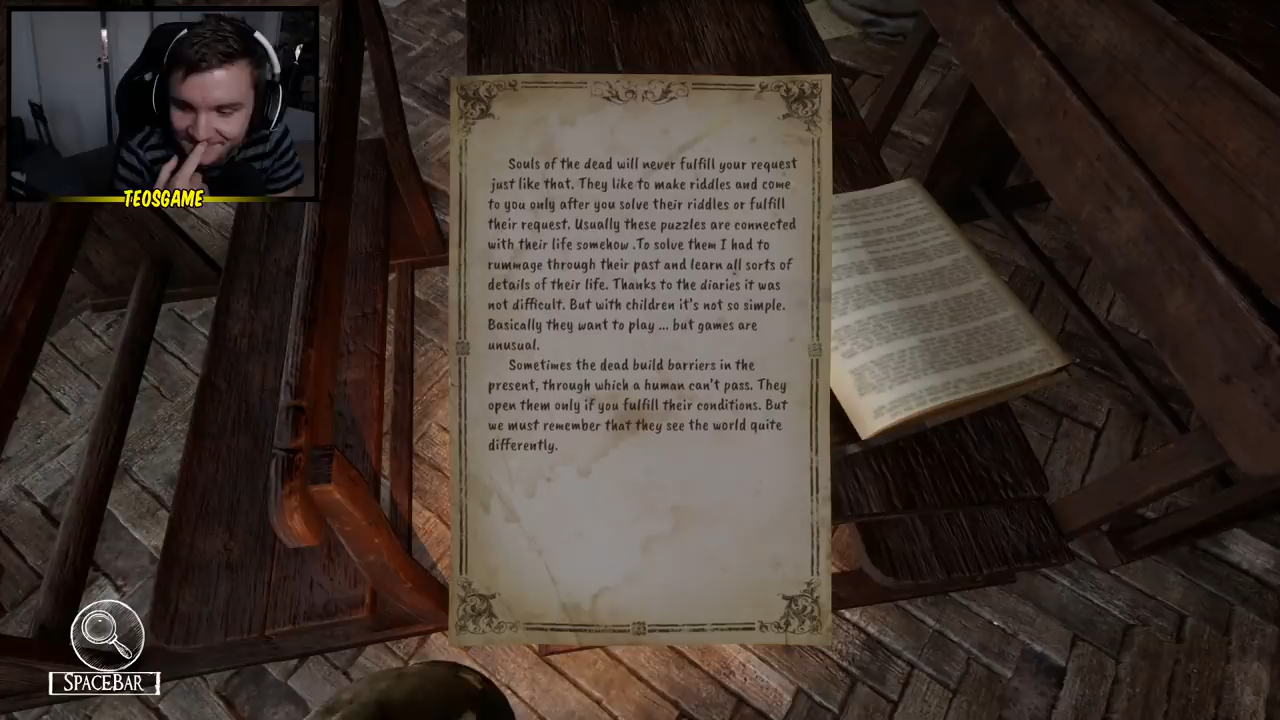 TEOSGAME
Souls of the dead will never fulfill your request
just like that. They like to make riddles and come
to you only after you solve their riddles or fulfill
their request. Usually these puzzles are connected
with their life somehow .To solve them I had to
rummage through their past and learn all sorts of
details of their life. Thanks to the diaries it was
not difficult. But with children it's not so simple.
Basically they want to play ... but games are
unusual.
Sometimes the dead build barriers in the
present, through which a human can't pass. They
open them only if you fulfill their conditions. But
we must remember that they see the world quite
differently.
SPACEBAR